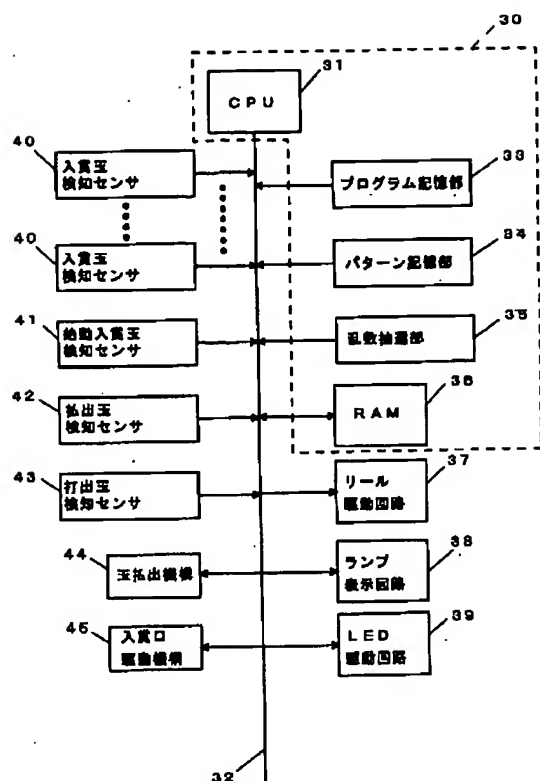 30
31
CPU
40
入賞玉
検知センサ
33
プログラム記憶部
40
入賞玉
検知センサ
34
パターン記憶部
41
始動入賞玉
検知センサ
35
乱数抽選部
42
払出玉
検知センサ
36
RAM
43
打出玉
検知センサ
37
リール
駆動回路
44
玉払出機構
38
ランプ
表示回路
45
入賞口
駆動機構
39
LED
駆動回路
32